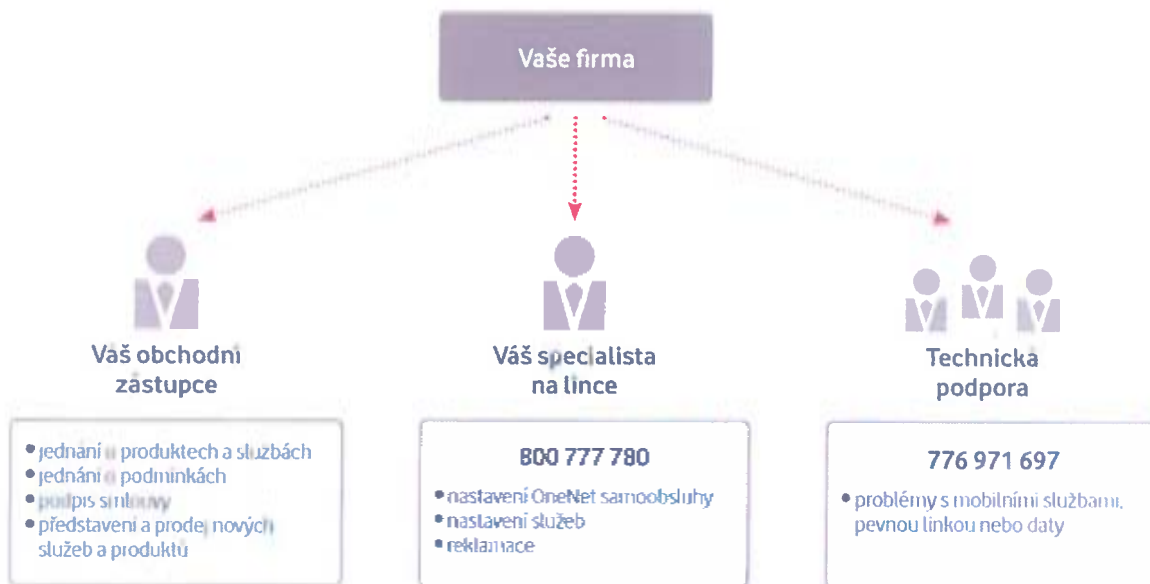 Vaše firma
Váš obchodní
zástupce
• jednání o produktech a službách
• jednání o podmínkách
• podpis smlouvy
• představení a prodej nových
služeb a produktů
Váš specialista
na lince
800 777 780
• nastavení OneNet samoobsluhy
• nastavení služeb
• reklamace
Technická
podpora
776 971 697
• problémy s mobilními službami,
pevnou linkou nebo daty